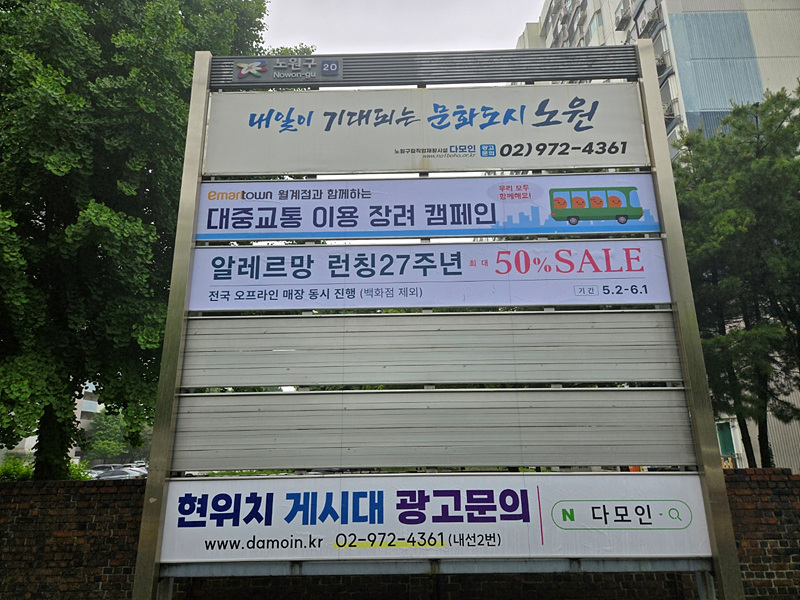 노원구 20
Nowon-gu
내일이 기대되는 문화도시 노원
다모인 광고문의 02)972-4361
emartown 월계점과 함께하는
우리 모두 함께해요!
대중교통 이용 장려 캠페인
알레르망 런칭27주년 최대 50% SALE
전국 오프라인 매장 동시 진행 (백화점 제외) 기간 5.2-6.1
현위치 게시대 광고문의
N 다모인
www.damoin.kr 02-972-4361 (내선2번)